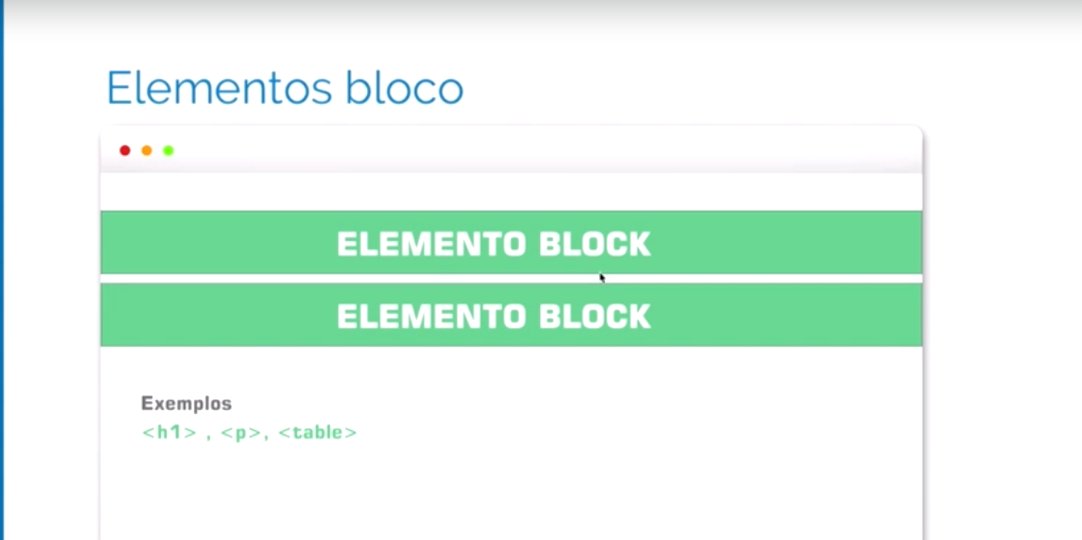 Elementos bloco
ELEMENTO BLOCK
ELEMENTO BLOCK
Exemplos
<h1> , <p>, <table>